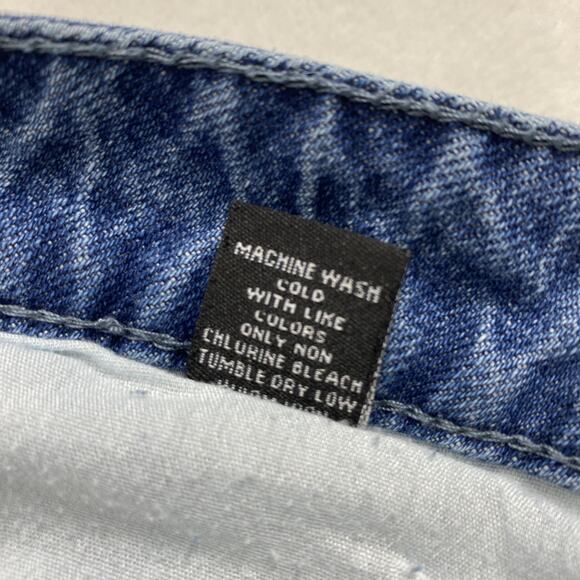 MACHINE WASH
COLD
WITH LIKE
COLORS
ONLY NON
CHLORINE BLEACH
TUMBLE DRY LOW